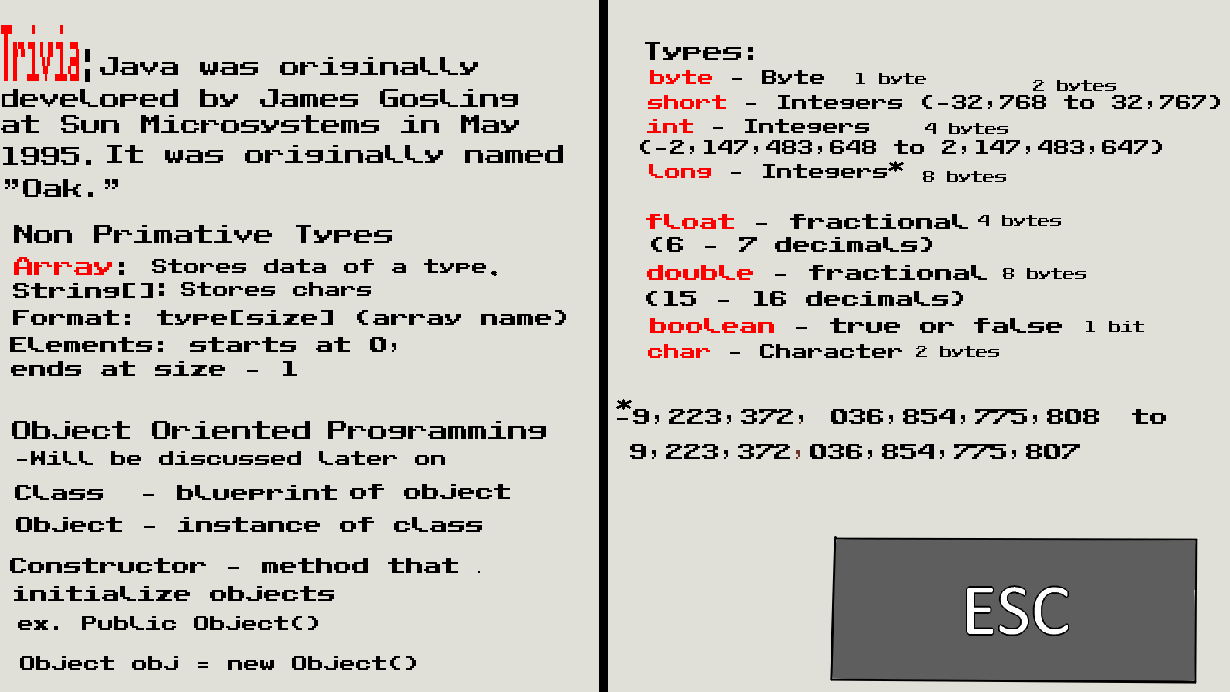 Trivia: Java was originally
developed by James Gosling
at Sun Microsystems in May
1995. It was originally named
"Oak."
Non Primative Types
Array: Stores data of a type.
String[]: Stores chars
Format: type[size] (array name)
Elements: starts at 0,
ends at size - 1
Object Oriented Programming
-Will be discussed later on
Class - blueprint of object
Object - instance of class
Constructor - method that .
initialize objects
ex. Public Object()
Object obj = new Object()
Types:
byte - Byte 1 byte
2 bytes
short - Integers (-32,768 to 32,767)
int - Integers 4 bytes
(-2,147,483,648 to 2,147,483,647)
long - Integers* 8 bytes
float - fractional 4 bytes
(6 - 7 decimals)
double - fractional 8 bytes
(15 - 16 decimals)
boolean - true or false 1 bit
char - Character 2 bytes
*-9,223,372, 036,854,775,808 to
9,223,372,036,854,775,807
ESC